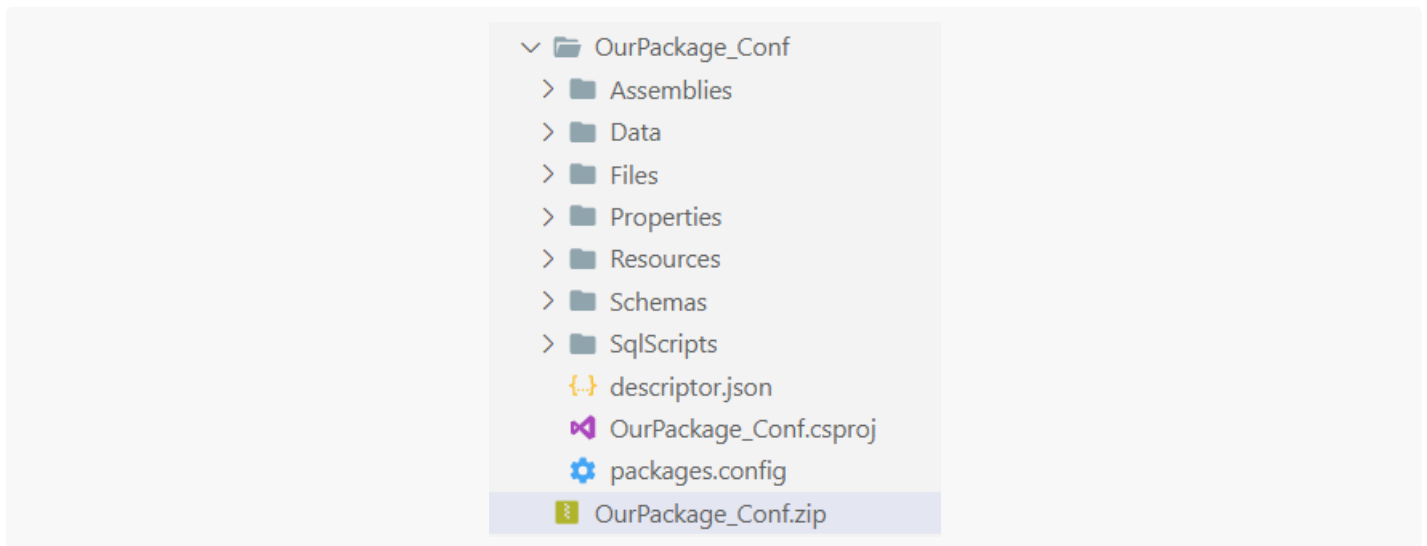 OurPackage_Conf
Assemblies
Data
Files
Properties
Resources
Schemas
SqlScripts
{...} descriptor.json
OurPackage_Conf.csproj
packages.config
OurPackage_Conf.zip